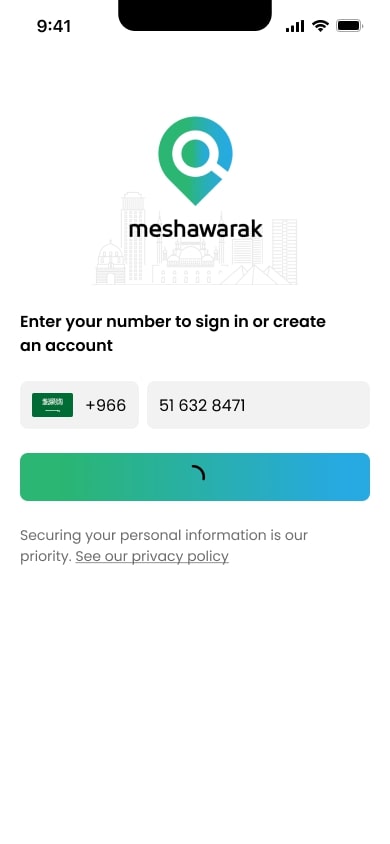 9:41
meshawarak
Enter your number to sign in or create
an account
+966 51 632 8471
Securing your personal information is our
priority. See our privacy policy